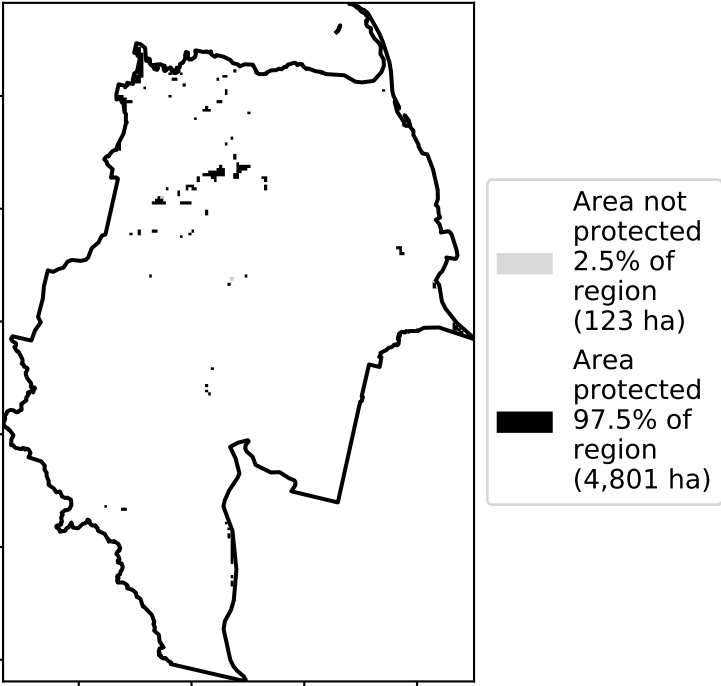 Area not
protected
2.5% of
region
(123 ha)
Area
protected
97.5% of
region
(4,801 ha)